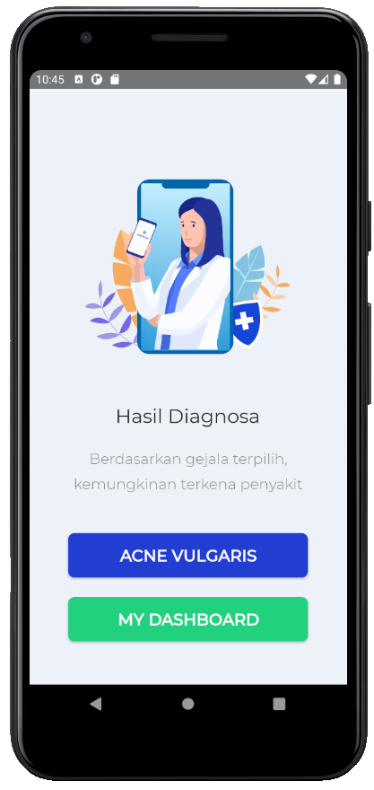 10:45
Hasil Diagnosa
Berdasarkan gejala terpilih,
kemungkinan terkena penyakit
ACNE VULGARIS
MY DASHBOARD